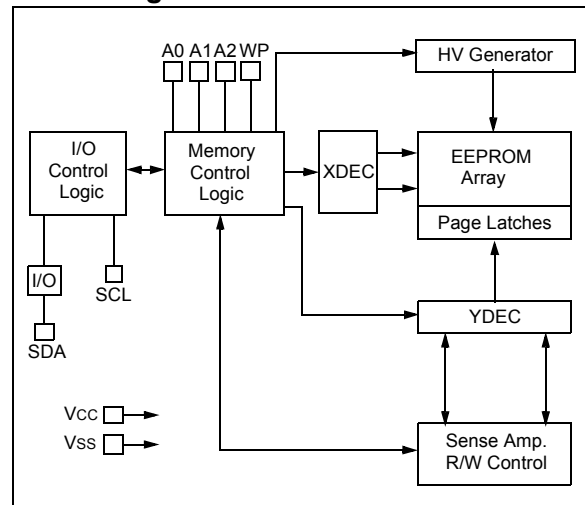 A0 A1 A2 WP
HV Generator
I/O
Control
Logic
Memory
Control
Logic
XDEC
EEPROM
Array
Page Latches
I/O
SCL
SDA
YDEC
Vcc
Vss
Sense Amp.
R/W Control